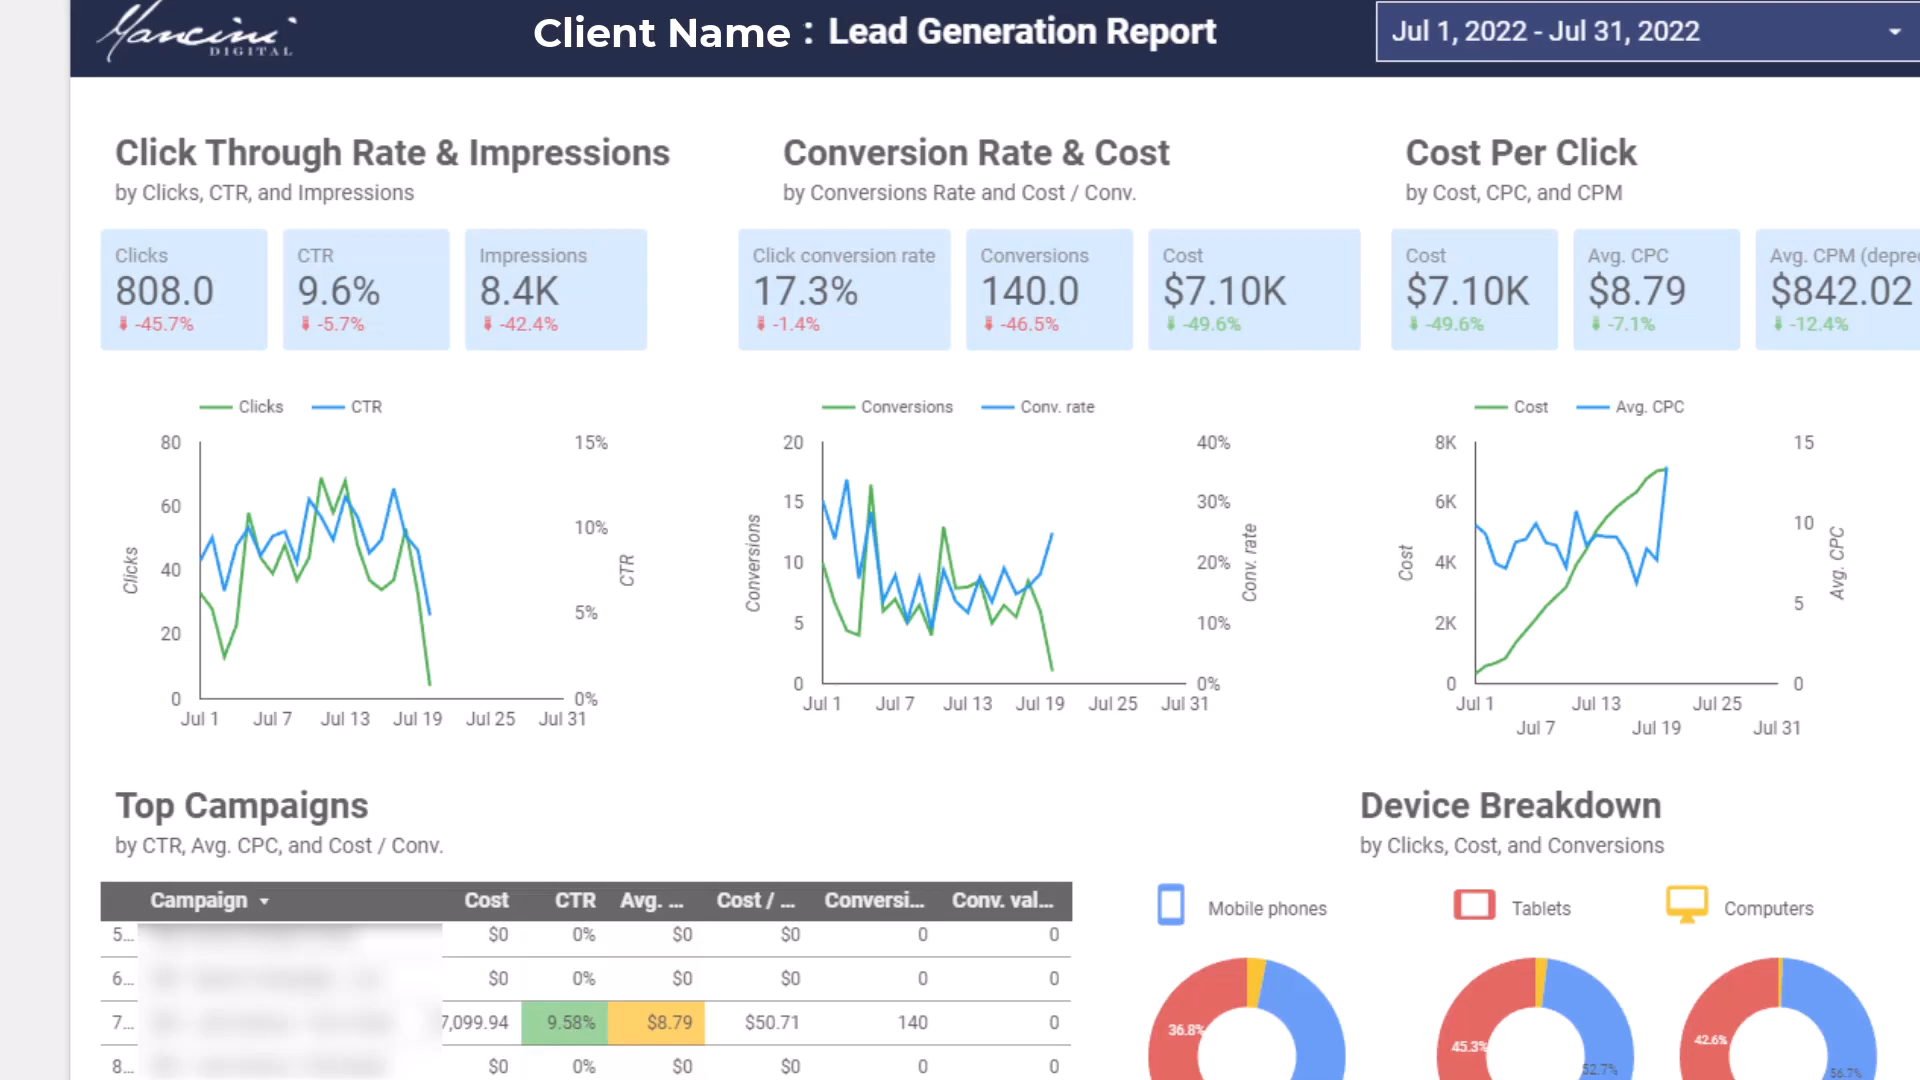 Mancini
DIGITAL
Client Name : Lead Generation Report
Jul 1, 2022 - Jul 31, 2022
Click Through Rate & Impressions
by Clicks, CTR, and Impressions
Conversion Rate & Cost
by Conversions Rate and Cost / Conv.
Cost Per Click
by Cost, CPC, and CPM
Clicks
808.0
-45.7%
CTR
9.6%
-5.7%
Impressions
8.4K
-42.4%
Click conversion rate
17.3%
-1.4%
Conversions
140.0
-46.5%
Cost
$7.10K
-49.6%
Cost
$7.10K
-49.6%
Avg. CPC
$8.79
-7.1%
Avg. CPM (depre
$842.02
-12.4%
Clicks CTR
80 15%
60
10%
40
5%
20
0 0%
Clicks
CTR
Jul 1 Jul 7 Jul 13 Jul 19 Jul 25 Jul 31
Conversions Conv. rate
20 40%
15 30%
10 20%
5 10%
0 0%
Conversions
Conv. rate
Jul 1 Jul 7 Jul 13 Jul 19 Jul 25 Jul 31
Cost Avg. CPC
8K 15
6K
10
4K
5
2K
0 0
Cost
Avg. CPC
Jul 1 Jul 13 Jul 25
Jul 7 Jul 19 Jul 31
Top Campaigns
by CTR, Avg. CPC, and Cost / Conv.
Campaign Cost CTR Avg. ... Cost / ... Conversi... Conv. val...
5... $0 0% $0 $0 0 0
6... $0 0% $0 $0 0 0
7... 7,099.94 9.58% $8.79 $50.71 140 0
8... $0 0% $0 $0 0 0
Device Breakdown
by Clicks, Cost, and Conversions
Mobile phones
Tablets
Computers
36.8%
45.3%
52.7%
42.6%
56.7%